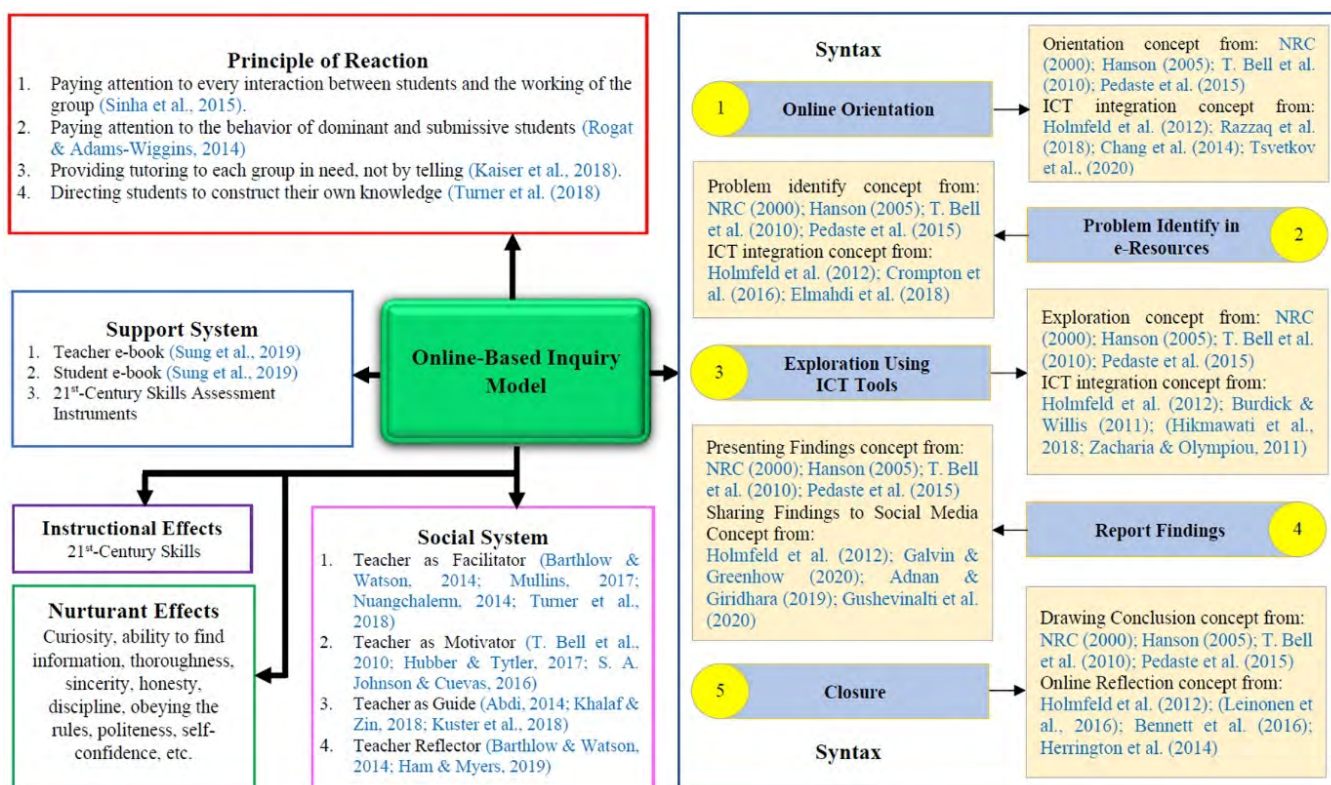 Principle of Reaction
1. Paying attention to every interaction between students and the working of the
group (Sinha et al., 2015).
2. Paying attention to the behavior of dominant and submissive students (Rogat
& Adams-Wiggins, 2014)
3. Providing tutoring to each group in need, not by telling (Kaiser et al., 2018).
4. Directing students to construct their own knowledge (Turner et al. (2018)
Support System
1. Teacher e-book (Sung et al., 2019)
2. Student e-book (Sung et al., 2019)
3. 21st-Century Skills Assessment
Instruments
Online-Based Inquiry
Model
Instructional Effects
21st-Century Skills
Nurturant Effects
Curiosity, ability to find
information, thoroughness,
sincerity, honesty,
discipline, obeying the
rules, politeness, self-
confidence, etc.
Social System
1. Teacher as Facilitator (Barthlow &
Watson, 2014; Mullins, 2017;
Nuangchalerm, 2014; Turner et al.,
2018)
2. Teacher as Motivator (T. Bell et al.,
2010; Hubber & Tytler, 2017; S. A.
Johnson & Cuevas, 2016)
3. Teacher as Guide (Abdi, 2014; Khalaf &
Zin, 2018; Kuster et al., 2018)
4. Teacher Reflector (Barthlow & Watson,
2014; Ham & Myers, 2019)
Syntax
1 Online Orientation
Orientation concept from: NRC
(2000); Hanson (2005); T. Bell et al.
(2010); Pedaste et al. (2015)
ICT integration concept from:
Holmfeld et al. (2012); Razzaq et al.
(2018); Chang et al. (2014); Tsvetkov
et al., (2020)
Problem identify concept from:
NRC (2000); Hanson (2005); T. Bell
et al. (2010); Pedaste et al. (2015)
ICT integration concept from:
Holmfeld et al. (2012); Crompton et
al. (2016); Elmahdi et al. (2018)
Problem Identify in
e-Resources
2
3
Exploration Using
ICT Tools
Exploration concept from: NRC
(2000); Hanson (2005); T. Bell et al.
(2010); Pedaste et al. (2015)
ICT integration concept from:
Holmfeld et al. (2012); Burdick &
Willis (2011); (Hikmawati et al.,
2018; Zacharia & Olympiou, 2011)
Presenting Findings concept from:
NRC (2000); Hanson (2005); T. Bell
et al. (2010); Pedaste et al. (2015)
Sharing Findings to Social Media
Concept from:
Holmfeld et al. (2012); Galvin &
Greenhow (2020); Adnan &
Giridhara (2019); Gushevinalti et al.
(2020)
Report Findings 4
5 Closure
Drawing Conclusion concept from:
NRC (2000); Hanson (2005); T. Bell
et al. (2010); Pedaste et al. (2015)
Online Reflection concept from:
Holmfeld et al. (2012); (Leinonen et
al., 2016); Bennett et al. (2016);
Herrington et al. (2014)
Syntax